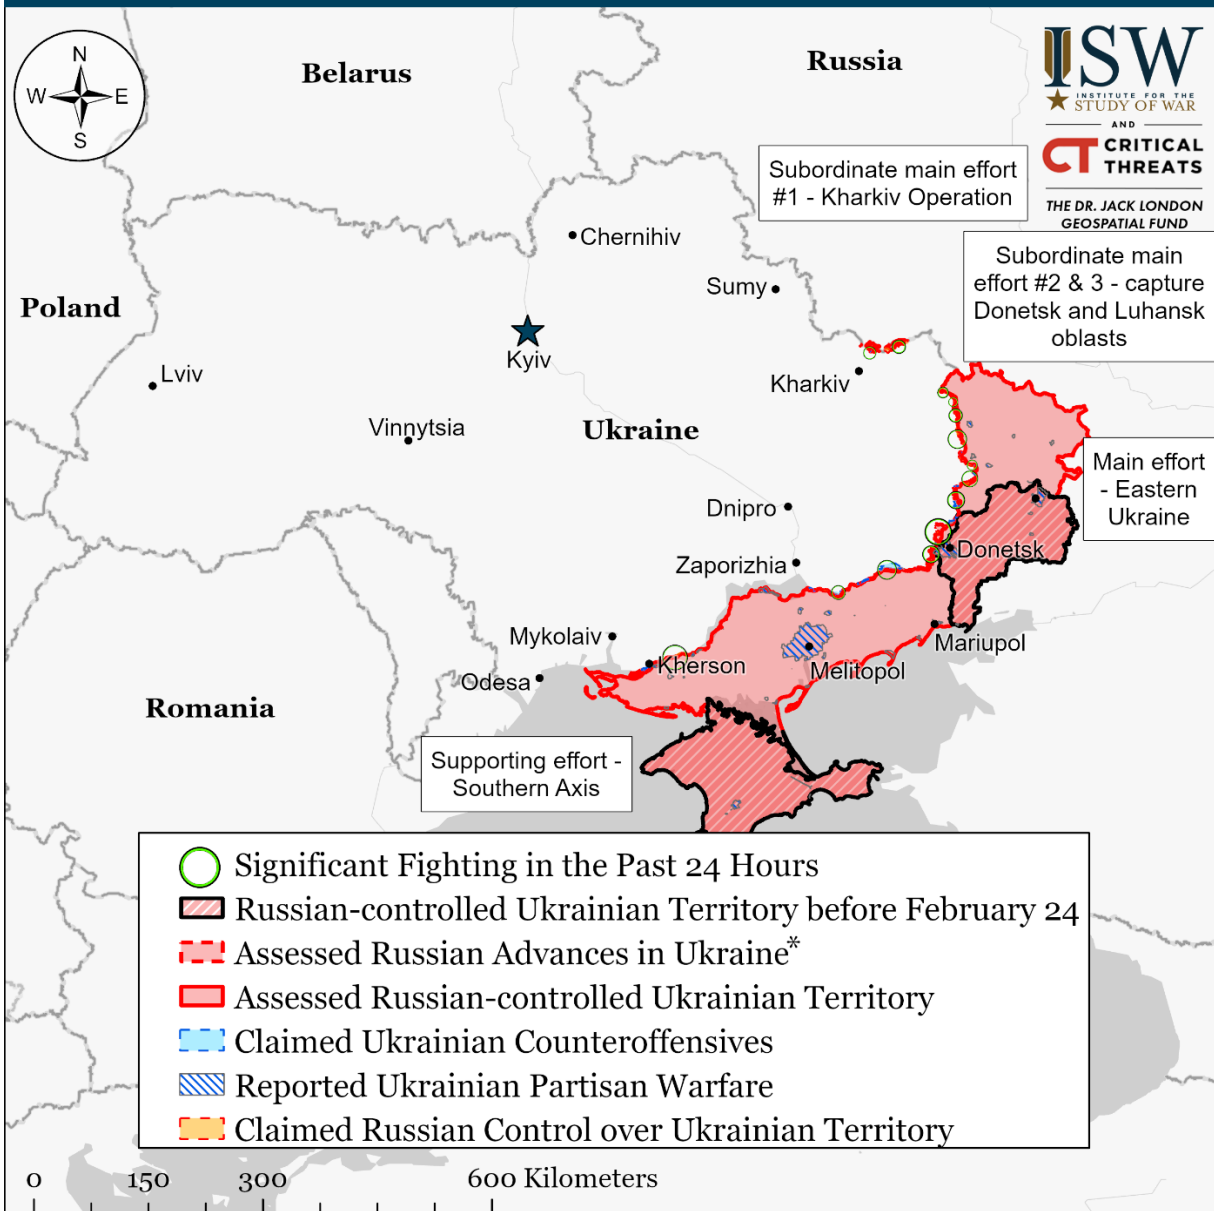 N
W E
S
Belarus
Russia
ISW
INSTITUTE FOR THE
STUDY OF WAR
AND
CT CRITICAL
THREATS
THE DR. JACK LONDON
GEOSPATIAL FUND
Subordinate main effort
#1 - Kharkiv Operation
Subordinate main
effort #2 & 3 - capture
Donetsk and Luhansk
oblasts
Chernihiv
Sumy
Poland
Kyiv
Lviv
Kharkiv
Vinnytsia
Ukraine
Main effort
- Eastern
Ukraine
Dnipro
Donetsk
Zaporizhia
Mykolaiv
Mariupol
Kherson
Melitopol
Odesa
Romania
Supporting effort -
Southern Axis
Significant Fighting in the Past 24 Hours
Russian-controlled Ukrainian Territory before February 24
Assessed Russian Advances in Ukraine*
Assessed Russian-controlled Ukrainian Territory
Claimed Ukrainian Counteroffensives
Reported Ukrainian Partisan Warfare
Claimed Russian Control over Ukrainian Territory
0 150 300 600 Kilometers